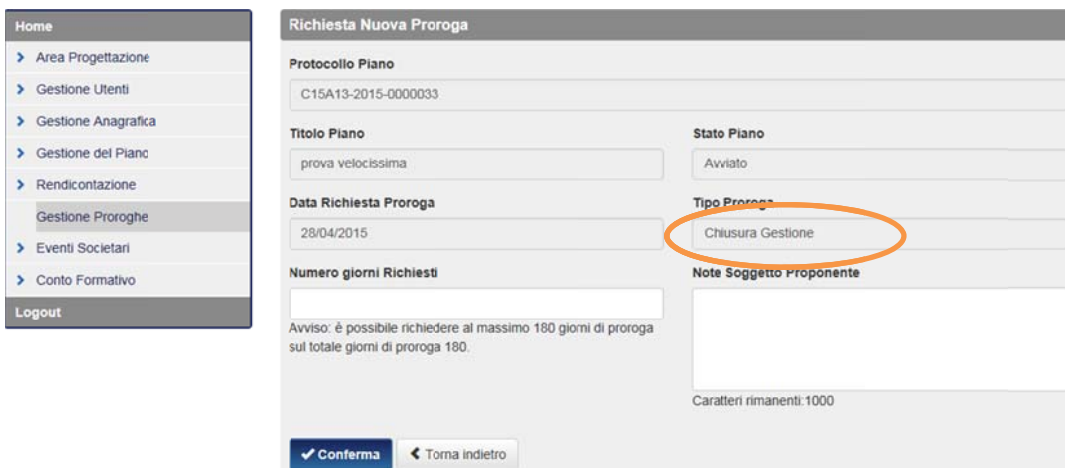 Home
Area Progettazione
Gestione Utenti
Gestione Anagrafica
Gestione del Piano
Rendicontazione
Gestione Proroghe
Eventi Societari
Conto Formativo
Logout
Richiesta Nuova Proroga
Protocollo Piano
C15A13-2015-0000033
Titolo Piano
prova velocissima
Stato Piano
Avviato
Data Richiesta Proroga
28/04/2015
Tipo Proroga
Chiusura Gestione
Numero giorni Richiesti
Avviso: è possibile richiedere al massimo 180 giorni di proroga
sul totale giorni di proroga 180.
Note Soggetto Proponente
Caratteri rimanenti:1000
Conferma
Torna indietro